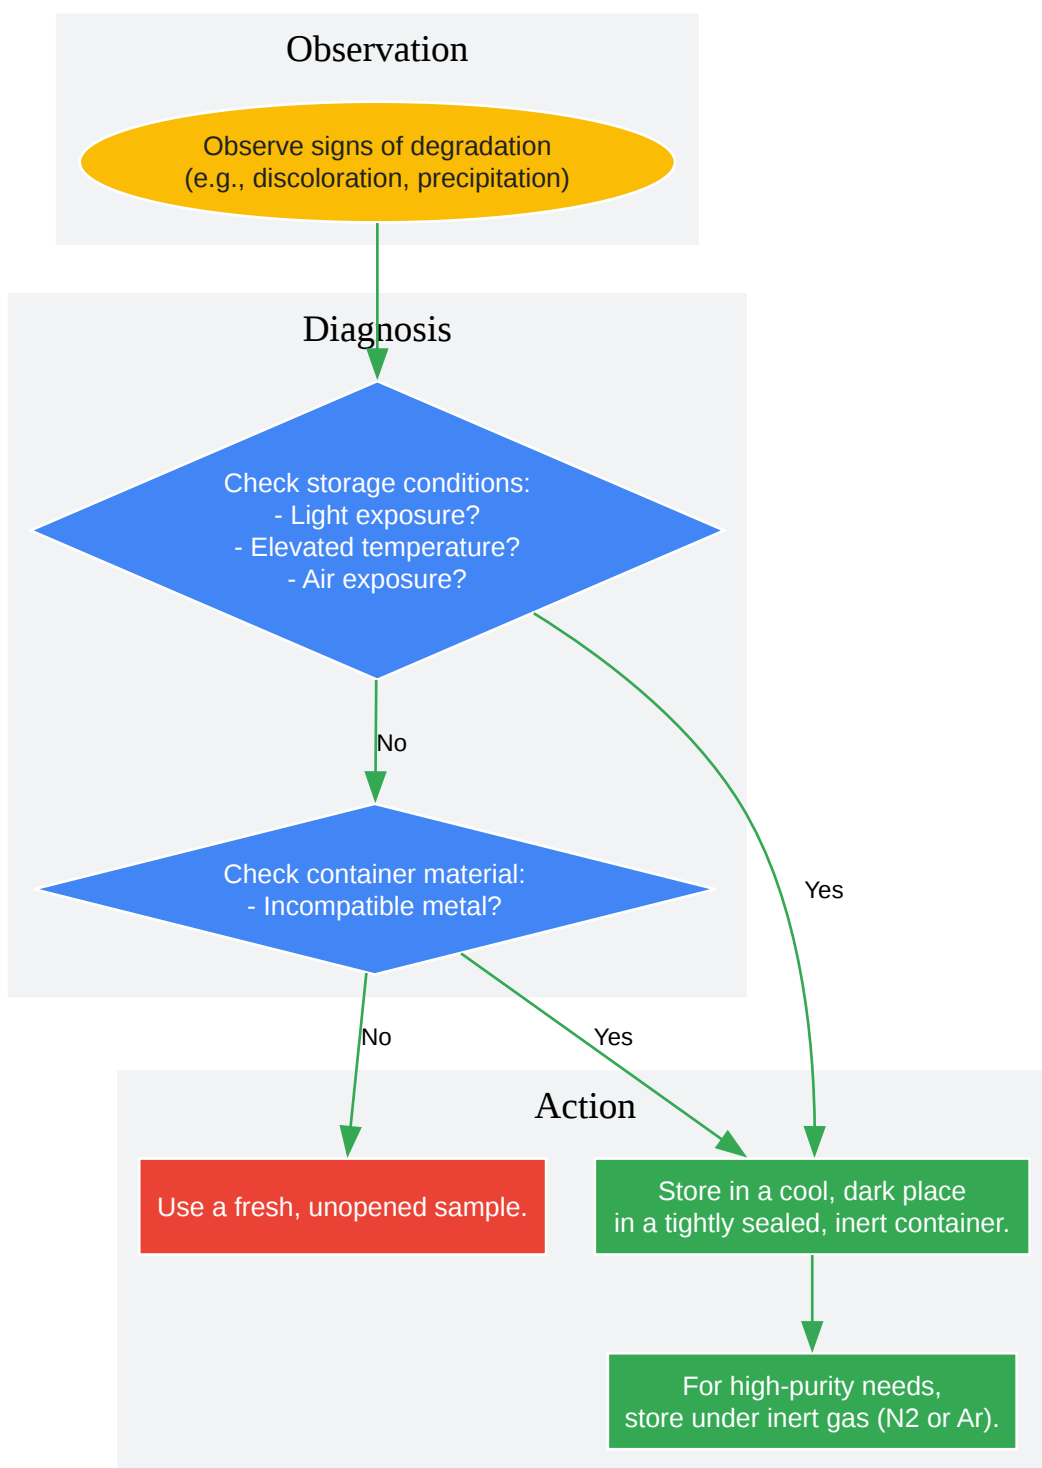 Observation
Observe signs of degradation
(e.g., discoloration, precipitation)
Diagnosis
Check storage conditions:
- Light exposure?
- Elevated temperature?
- Air exposure?
No
Check container material:
- Incompatible metal?
Yes
No
Yes
Action
Use a fresh, unopened sample.
Store in a cool, dark place
in a tightly sealed, inert container.
For high-purity needs,
store under inert gas (N2 or Ar).